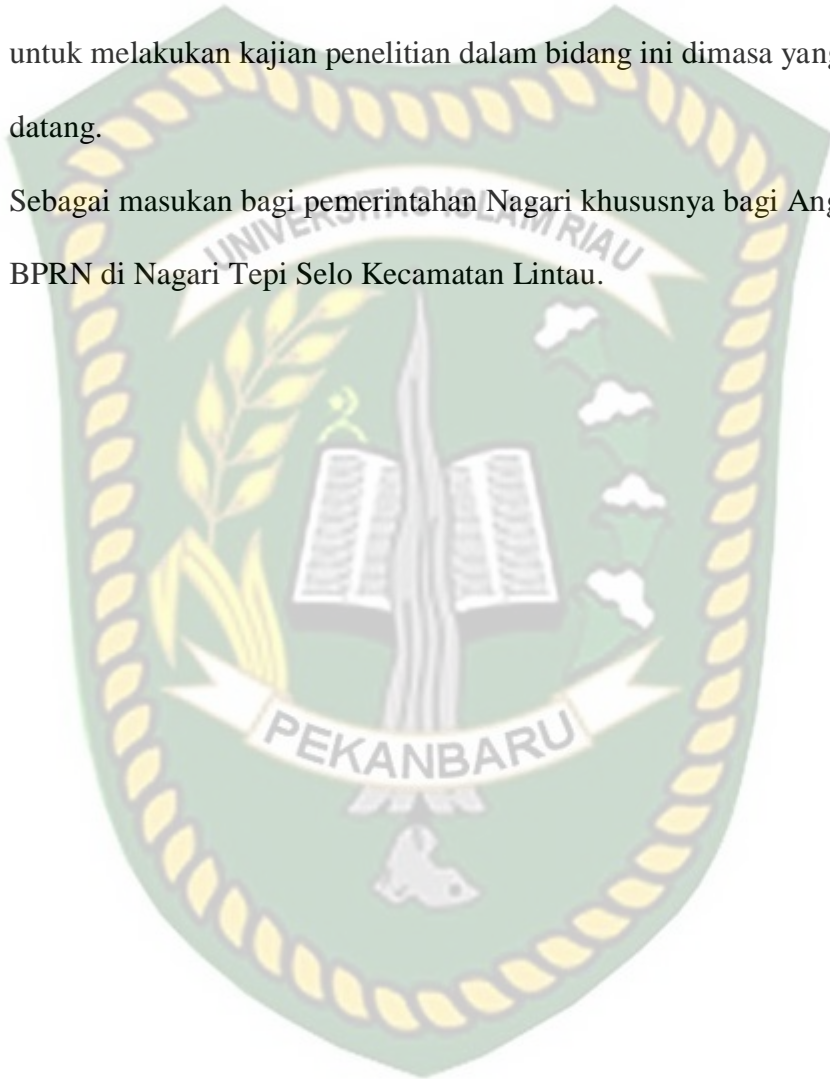 untuk melakukan kajian penelitian dalam bidang ini dimasa yang
datang.
Sebagai masukan bagi pemerintahan Nagari khususnya bagi Ang
UNIVERSITAS ISLAM RIAU
BPRN di Nagari Tepi Selo Kecamatan Lintau.
PEKANBARU